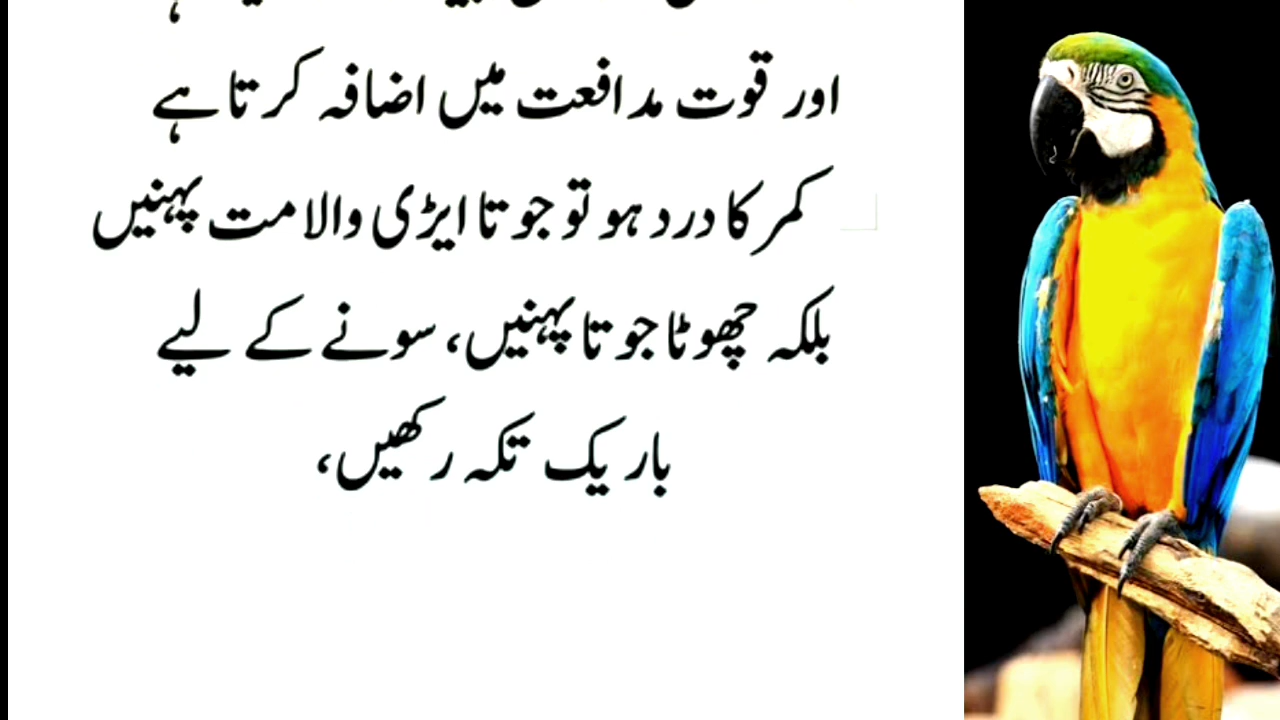 اور قوت مدافعت میں اضافہ کرتا ہے
کمر کا درد ہو تو جوتا ایڑی والا مت پہنیں
بلکہ چھوٹا جوتا پہنیں، سونے کے لیے
باریک تکہ رکھیں،